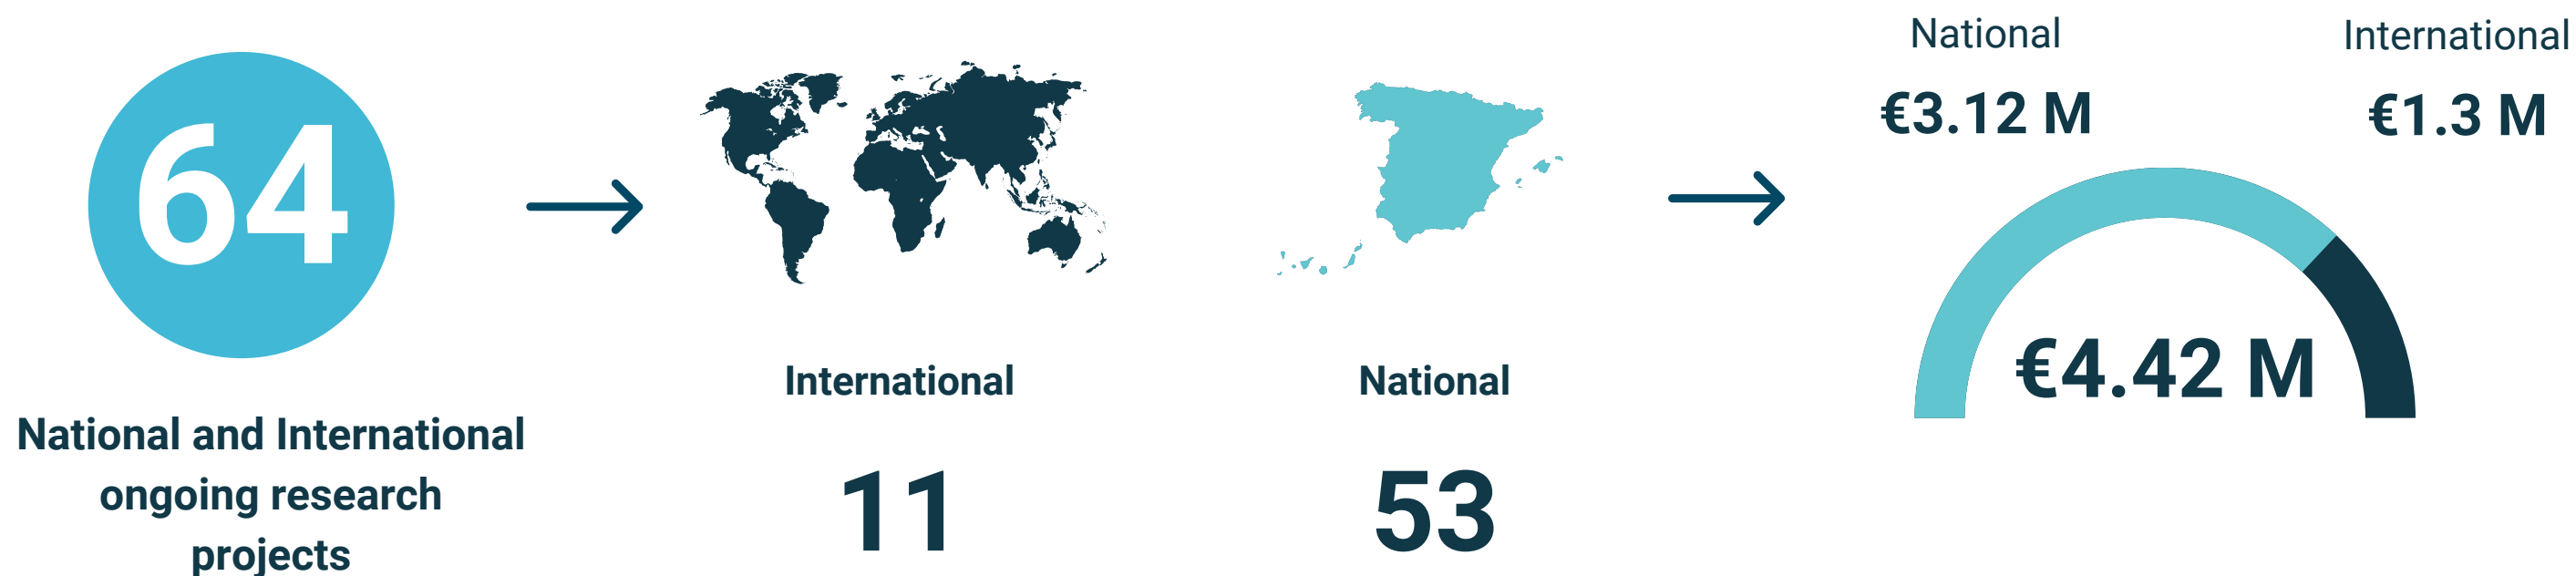 64
National and International
ongoing research
projects
International
11
National
53
National
€3.12 M
International
€1.3 M
€4.42 M